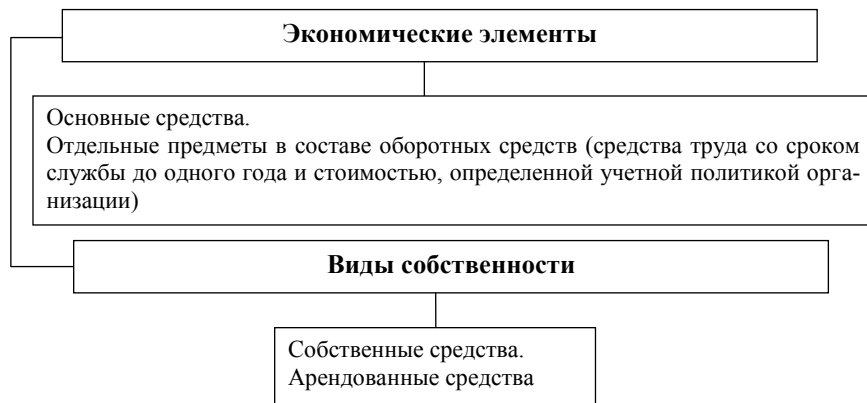 Экономические элементы
Основные средства.
Отдельные предметы в составе оборотных средств (средства труда со сроком
службы до одного года и стоимостью, определенной учетной политикой орга-
низации)
Виды собственности
Собственные средства.
Арендованные средства